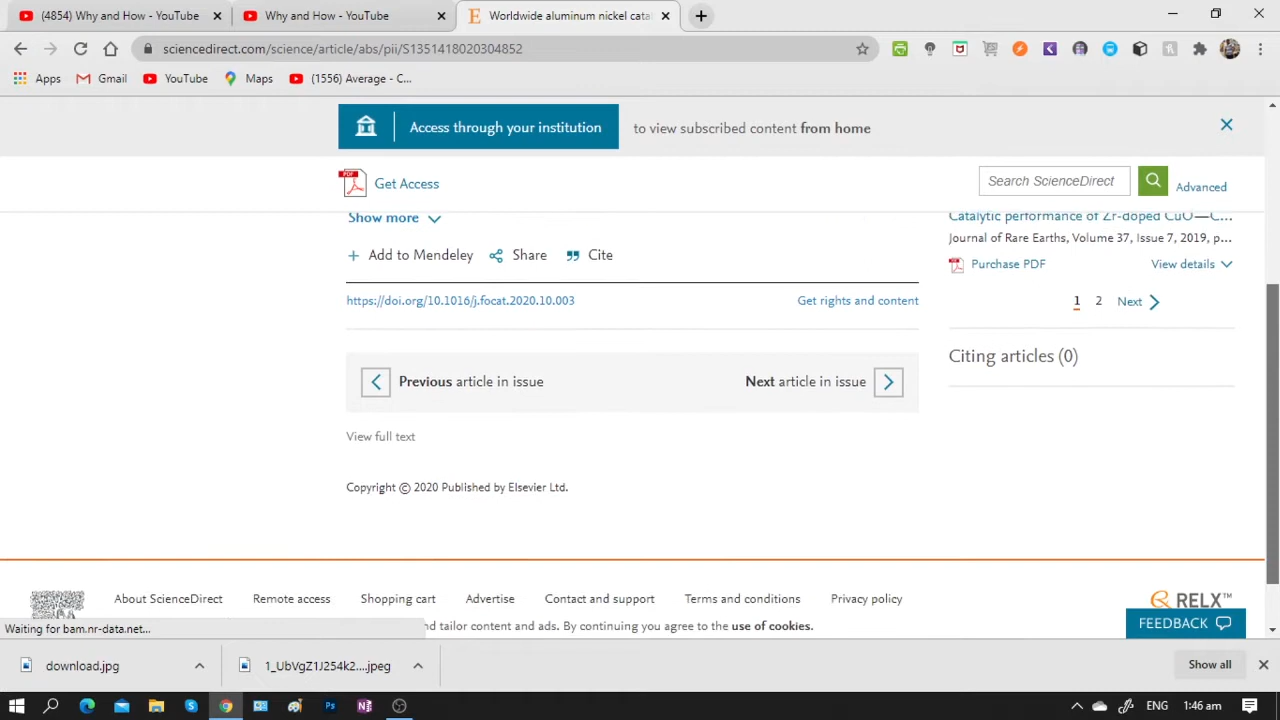 (4854) Why and How - YouTube
Why and How - YouTube
Worldwide aluminum nickel catal
sciencedirect.com/science/article/abs/pii/S1351418020304852
Apps
Gmail
YouTube
Maps
(1556) Average - C...
Access through your institution
to view subscribed content from home
PDF
Get Access
Search ScienceDirect
Advanced
Show more
Catalytic performance of Zr-doped CuO—C...
Journal of Rare Earths, Volume 37, Issue 7, 2019, p...
Add to Mendeley
Share
Cite
Purchase PDF
View details
https://doi.org/10.1016/j.focat.2020.10.003
Get rights and content
1
2
Next
Citing articles (0)
Previous article in issue
Next article in issue
View full text
Copyright © 2020 Published by Elsevier Ltd.
About ScienceDirect
Remote access
Shopping cart
Advertise
Contact and support
Terms and conditions
Privacy policy
RELX™
FEEDBACK
Waiting for bam.nr-data.net...
nd tailor content and ads. By continuing you agree to the use of cookies.
download.jpg
1_UbVgZ1J254k2....jpeg
Show all
ENG
1:46 am